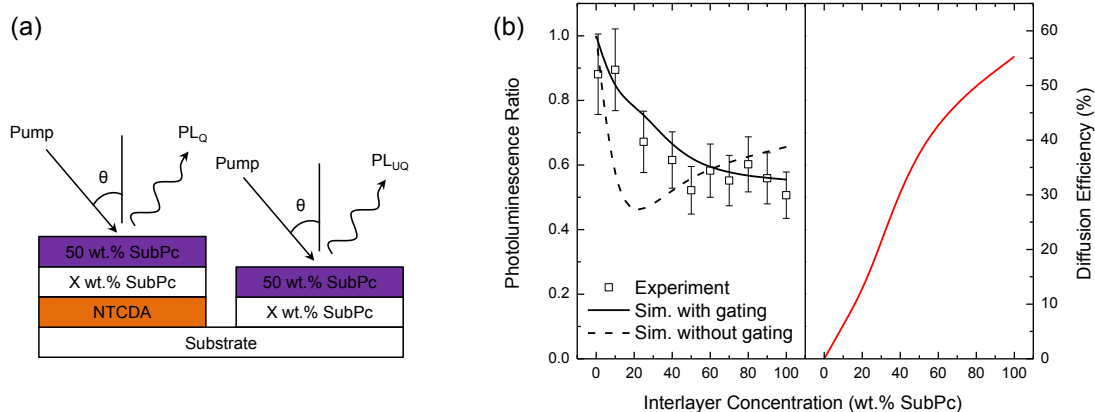 (a)
Pump
θ
PL_Q
Pump
θ
PL_UQ
50 wt.% SubPc
X wt.% SubPc
NTCDA
50 wt.% SubPc
X wt.% SubPc
Substrate
(b)
Photoluminescence Ratio
1.0
0.8
0.6
0.4
0.2
0.0
Experiment
Sim. with gating
Sim. without gating
0 20 40 60 80 100
0 20 40 60 80 100
Interlayer Concentration (wt.% SubPc)
60
50
40
30
20
10
0
Diffusion Efficiency (%)